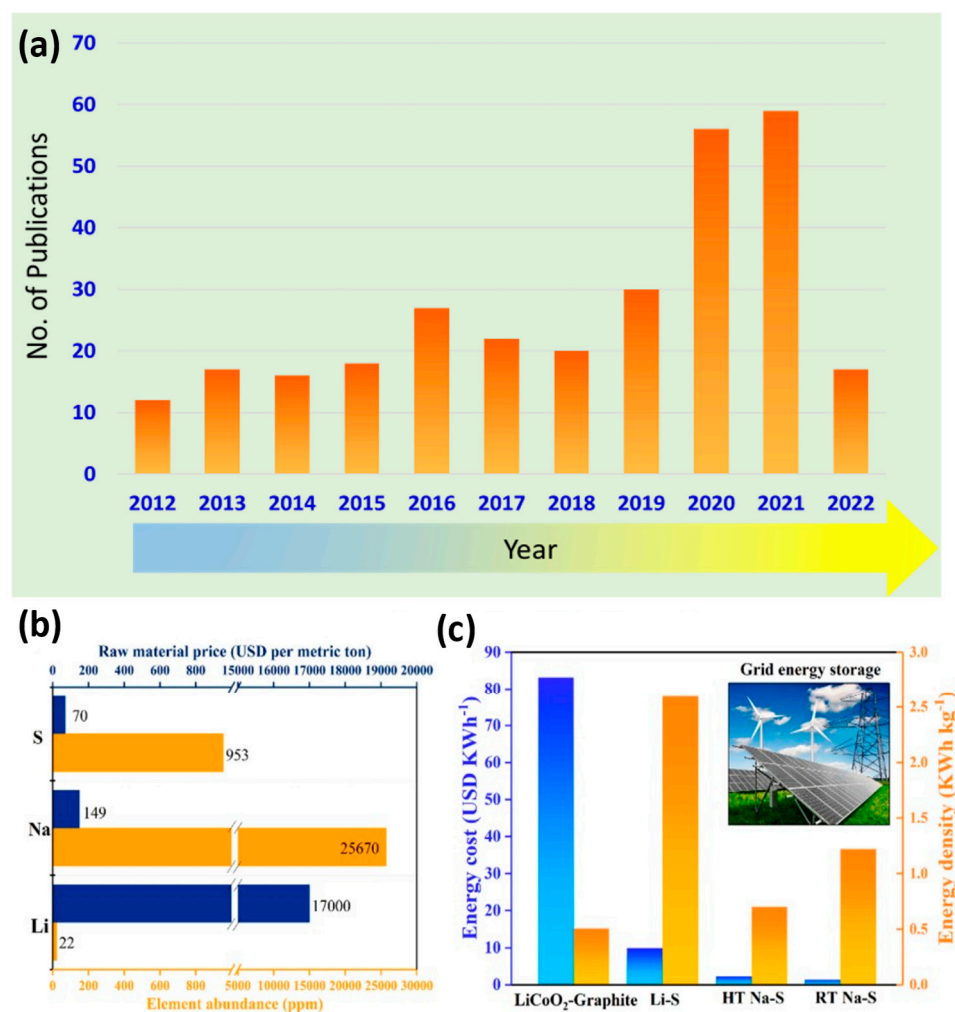 (a)
70
60
50
40
30
20
10
0
No. of Publications
2012 2013 2014 2015 2016 2017 2018 2019 2020 2021 2022
Year
(b)
Raw material price (USD per metric ton)
0 200 400 600 800 15000 16000 17000 18000 19000 20000
S
70
953
Na
149
25670
Li
17000
22
0 200 400 600 800 5000 10000 15000 20000 25000 30000
Element abundance (ppm)
(c)
Energy cost (USD KWh⁻¹)
90
80
70
60
50
40
30
20
10
0
Grid energy storage
3.0
2.5
2.0
1.5
1.0
0.5
0.0
Energy density (KWh kg⁻¹)
LiCoO₂-Graphite Li-S HT Na-S RT Na-S